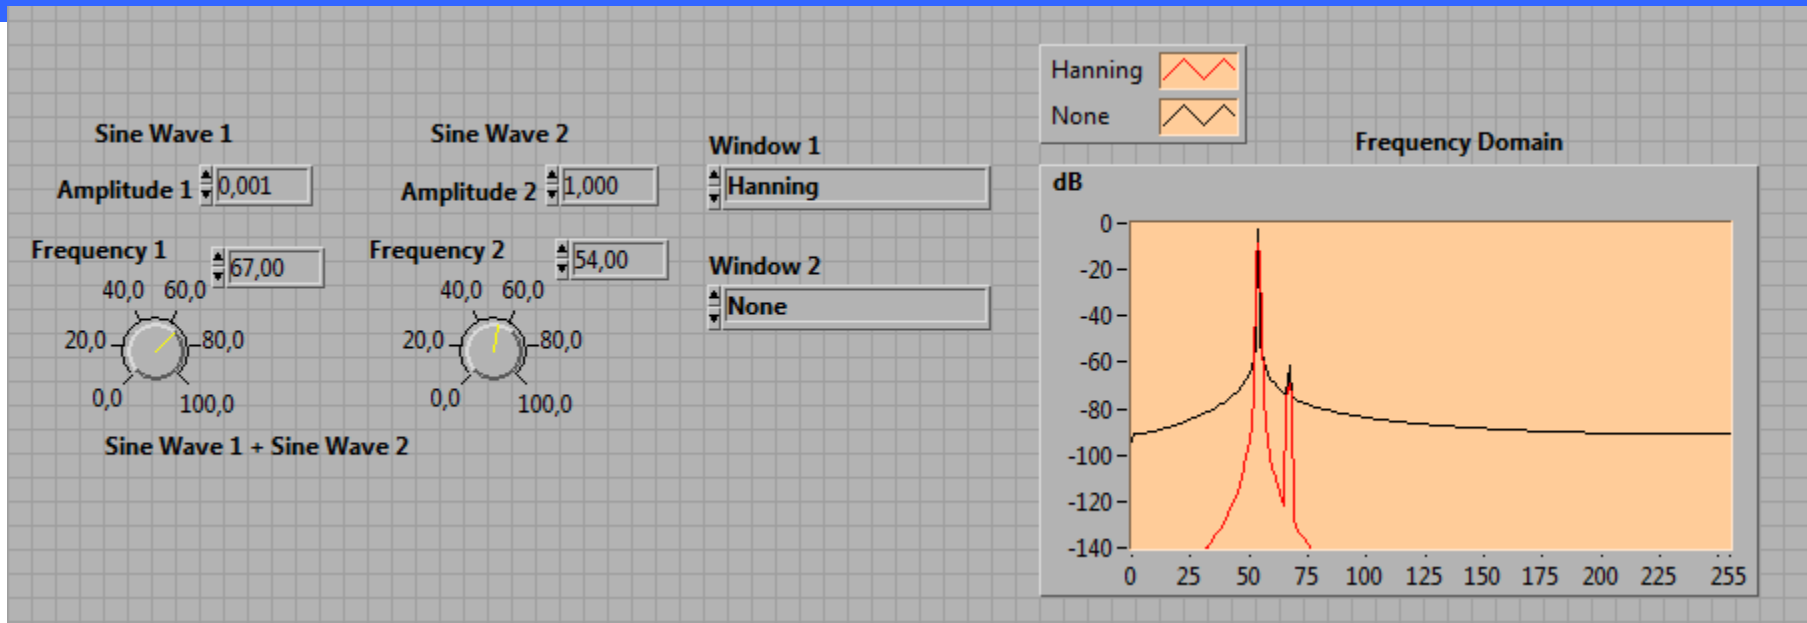 Hanning
None
Sine Wave 1
Sine Wave 2
Window 1
Frequency Domain
Amplitude 1 0,001
Amplitude 2 1,000
Hanning
dB
Frequency 1
67,00
Frequency 2
54,00
Window 2
None
40,0 60,0
20,0 80,0
0,0 100,0
40,0 60,0
20,0 80,0
0,0 100,0
Sine Wave 1 + Sine Wave 2
0
-20
-40
-60
-80
-100
-120
-140
0 25 50 75 100 125 150 175 200 225 255